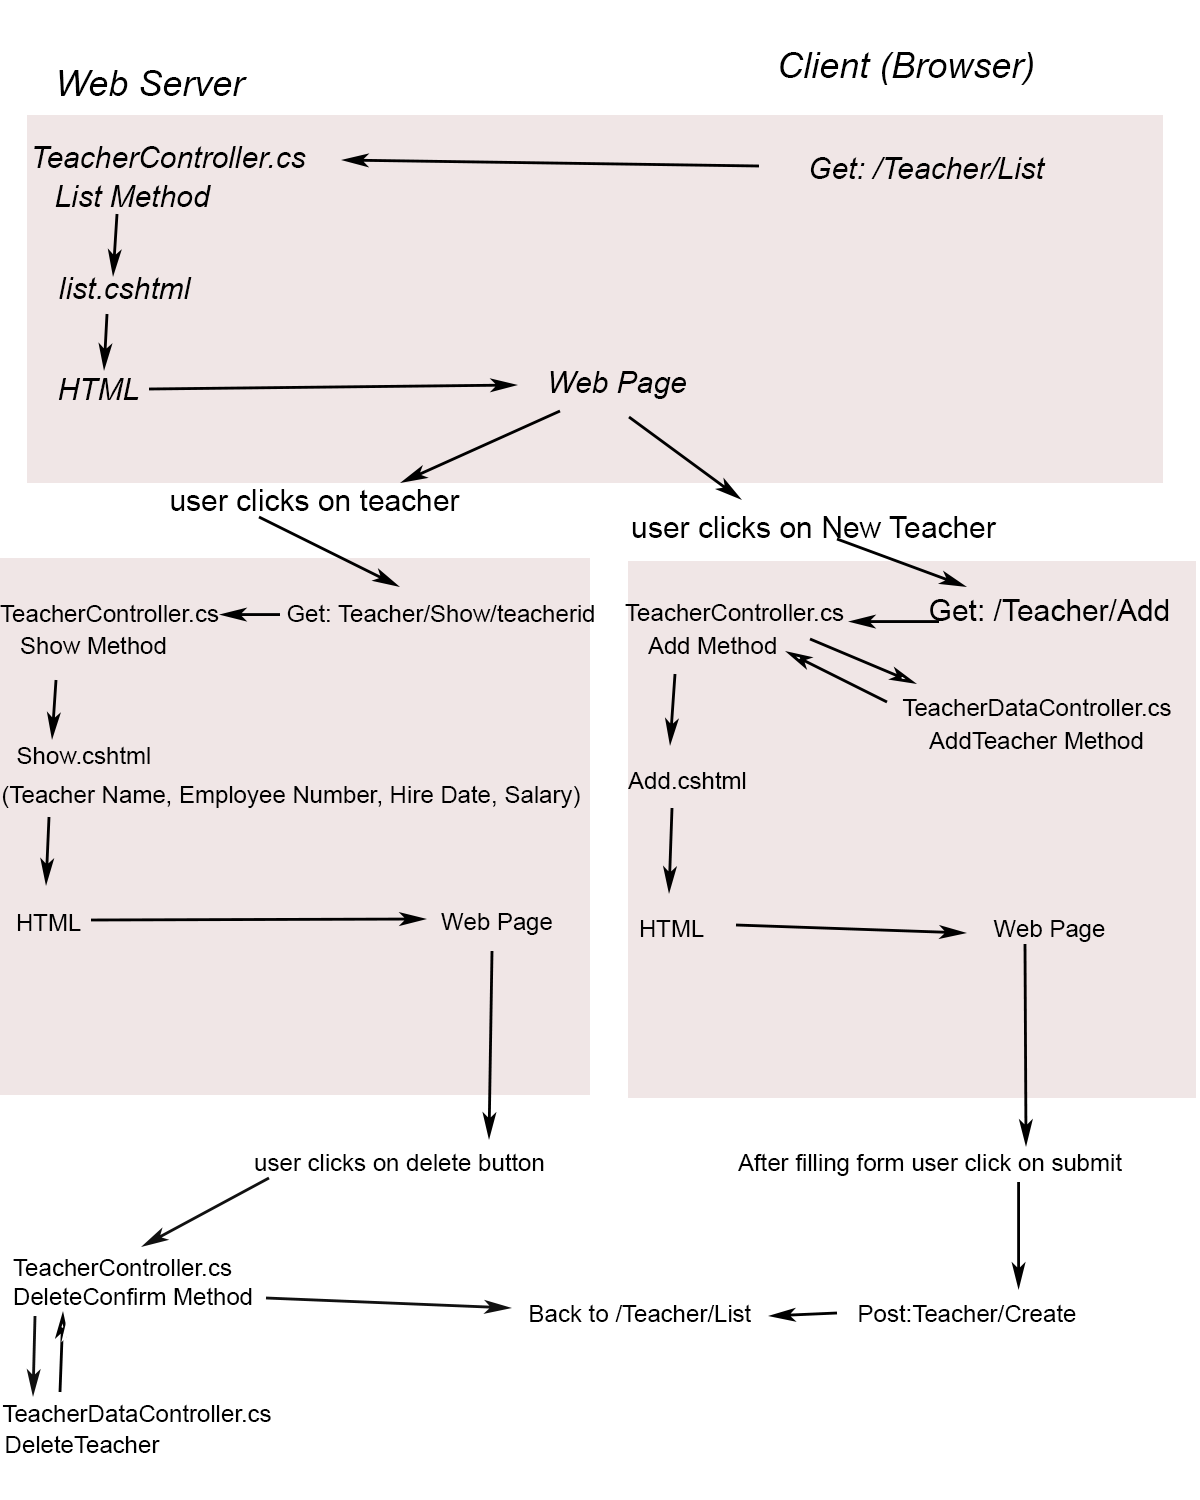 Web Server
Client (Browser)
TeacherController.cs
List Method
Get: /Teacher/List
list.cshtml
HTML
Web Page
user clicks on teacher
user clicks on New Teacher
TeacherController.cs
Show Method
Get: Teacher/Show/teacherid
Show.cshtml
(Teacher Name, Employee Number, Hire Date, Salary)
HTML
Web Page
TeacherController.cs
Add Method
Get: /Teacher/Add
TeacherDataController.cs
AddTeacher Method
Add.cshtml
HTML
Web Page
user clicks on delete button
After filling form user click on submit
TeacherController.cs
DeleteConfirm Method
Back to /Teacher/List
Post:Teacher/Create
TeacherDataController.cs
DeleteTeacher